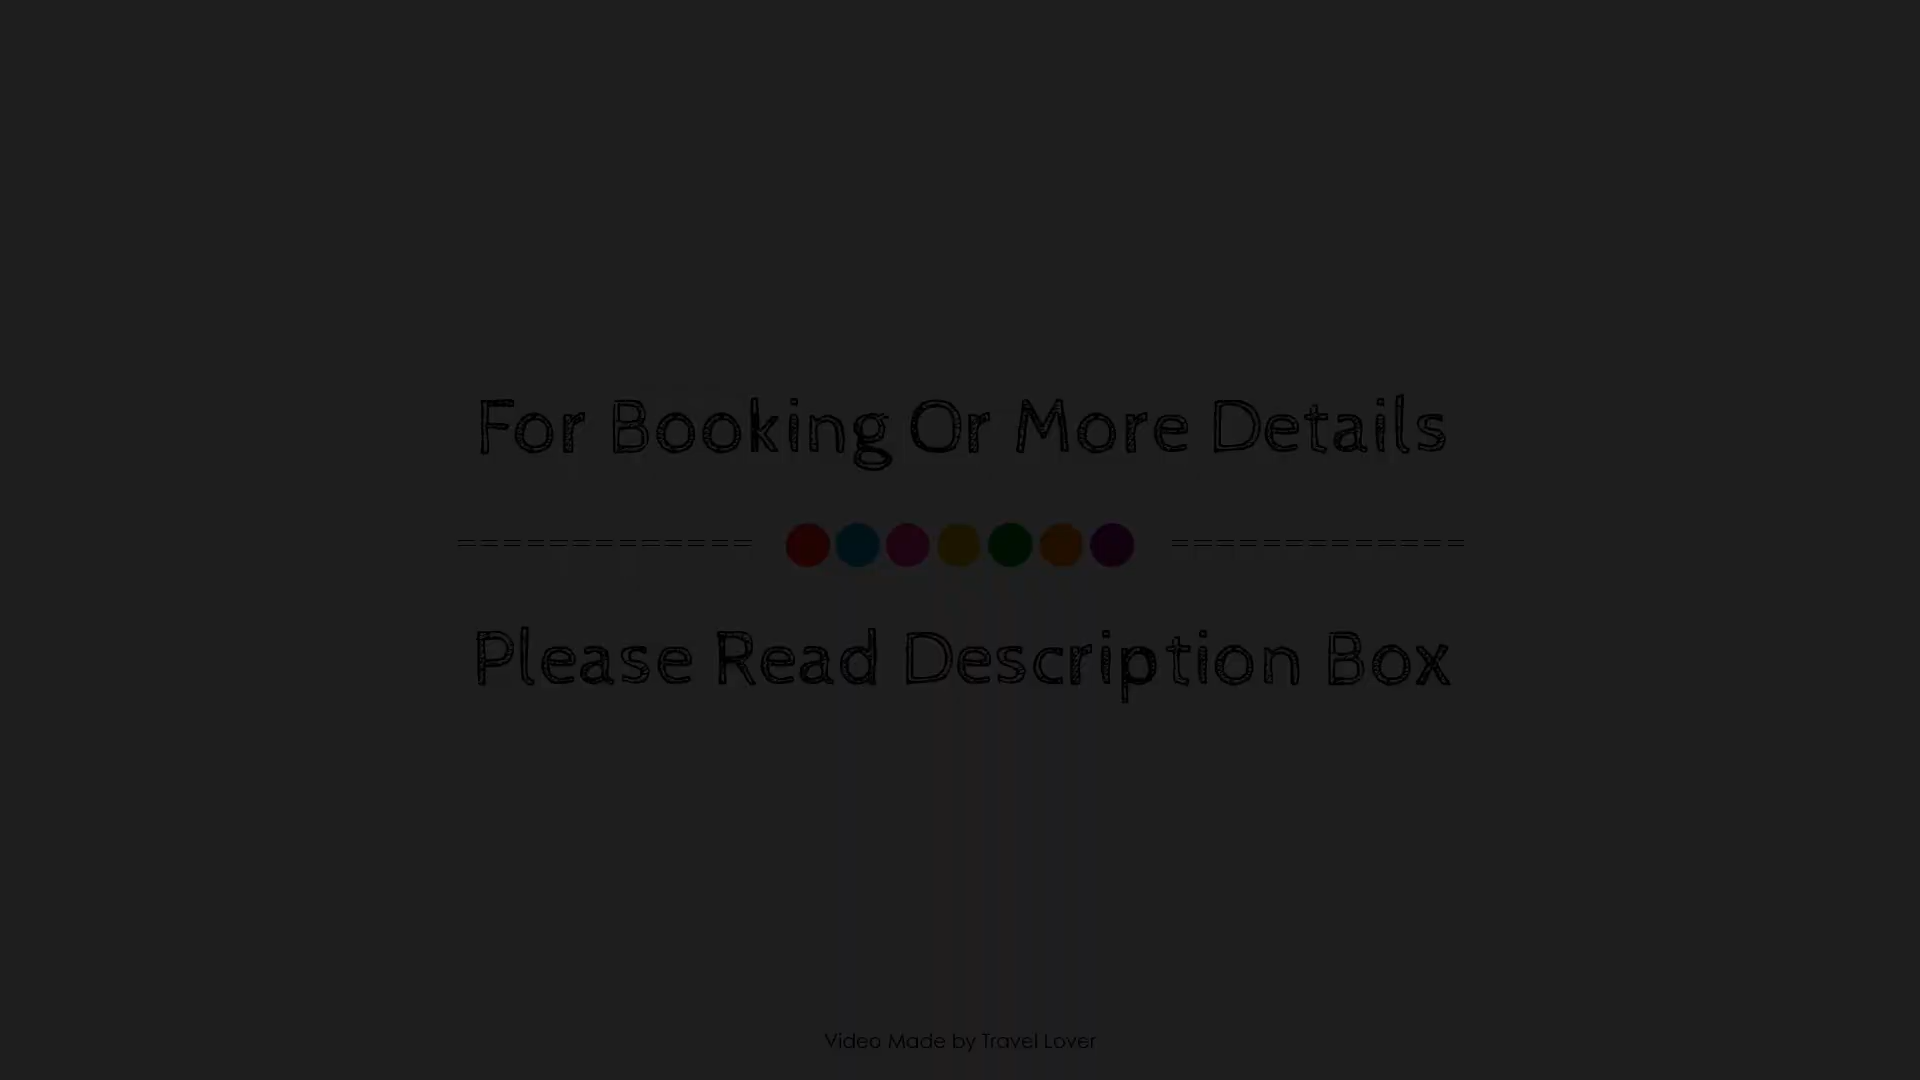 For Booking Or More Details
============= =============
Please Read Description Box
Video Made by Travel Lover